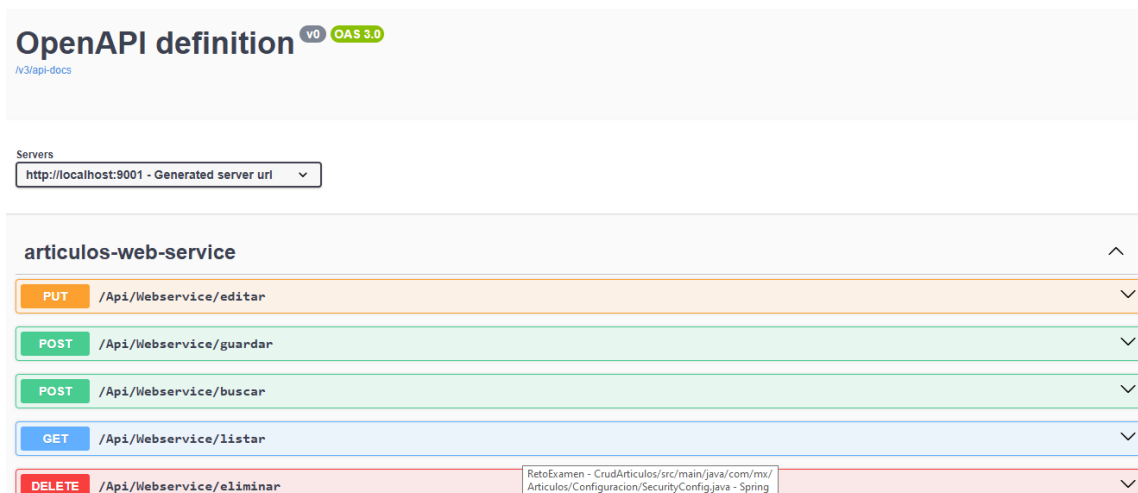 OpenAPI definition v0 OAS 3.0
/v3/api-docs
Servers
http://localhost:9001 - Generated server url
articulos-web-service
PUT /Api/Webservice/editar
POST /Api/Webservice/guardar
POST /Api/Webservice/buscar
GET /Api/Webservice/listar
DELETE /Api/Webservice/eliminar
RetoExamen - CrudArticulos/src/main/java/com/mx/
Articulos/Configuracion/SecurityConfig.java - Spring